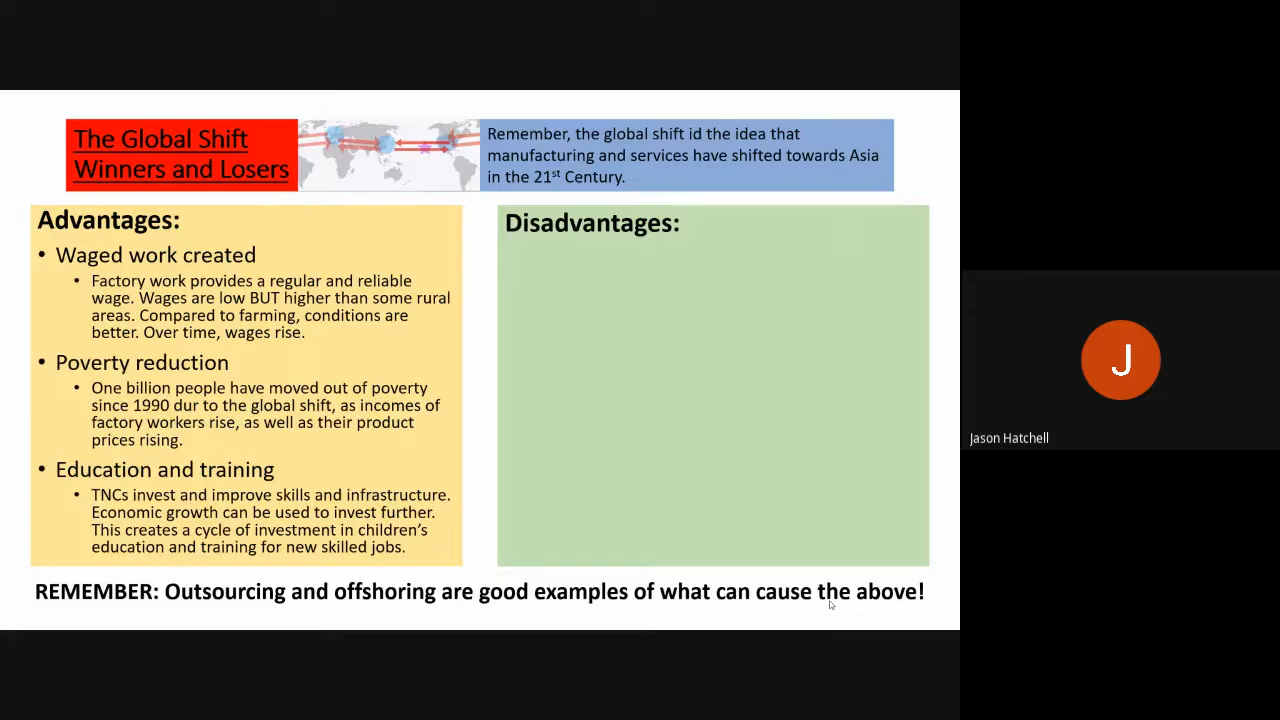 The Global Shift
Winners and Losers
Remember, the global shift id the idea that
manufacturing and services have shifted towards Asia
in the 21st Century.
Advantages:
• Waged work created
• Factory work provides a regular and reliable
wage. Wages are low BUT higher than some rural
areas. Compared to farming, conditions are
better. Over time, wages rise.
• Poverty reduction
• One billion people have moved out of poverty
since 1990 dur to the global shift, as incomes of
factory workers rise, as well as their product
prices rising.
• Education and training
• TNCs invest and improve skills and infrastructure.
Economic growth can be used to invest further.
This creates a cycle of investment in children’s
education and training for new skilled jobs.
Disadvantages:
REMEMBER: Outsourcing and offshoring are good examples of what can cause the above!
J
Jason Hatchell